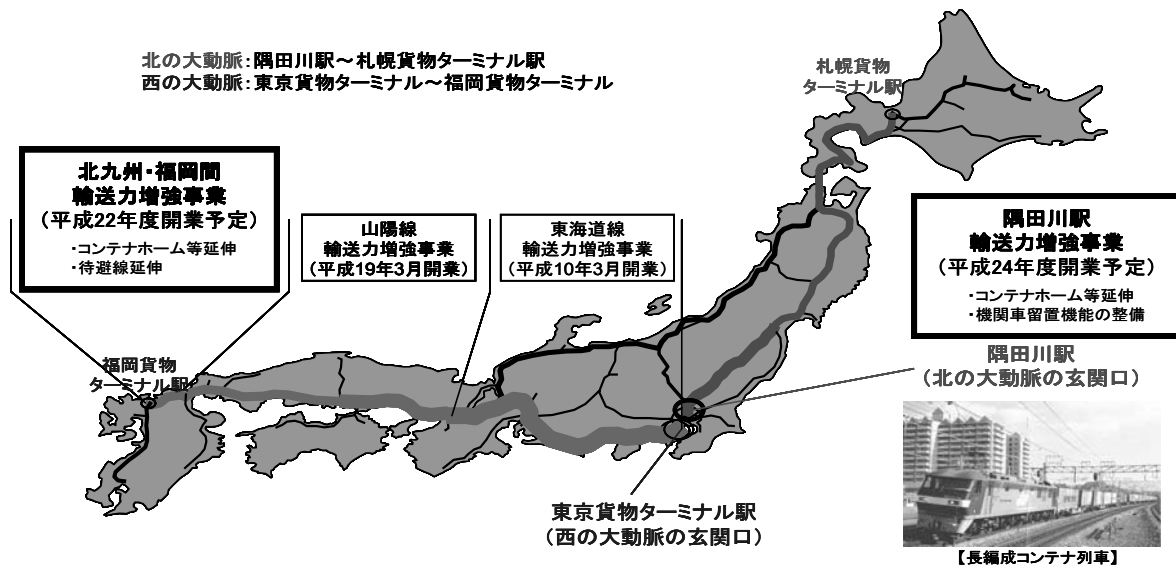 北の大動脈：隅田川駅～札幌貨物ターミナル駅
西の大動脈：東京貨物ターミナル～福岡貨物ターミナル
札幌貨物
ターミナル駅
北九州・福岡間
輸送力増強事業
（平成22年度開業予定）
・コンテナホーム等延伸
・待避線延伸
山陽線
輸送力増強事業
（平成19年3月開業）
東海道線
輸送力増強事業
（平成10年3月開業）
隅田川駅
輸送力増強事業
（平成24年度開業予定）
・コンテナホーム等延伸
・機関車留置機能の整備
隅田川駅
（北の大動脈の玄関口）
福岡貨物
ターミナル駅
東京貨物ターミナル駅
（西の大動脈の玄関口）
【長編成コンテナ列車】